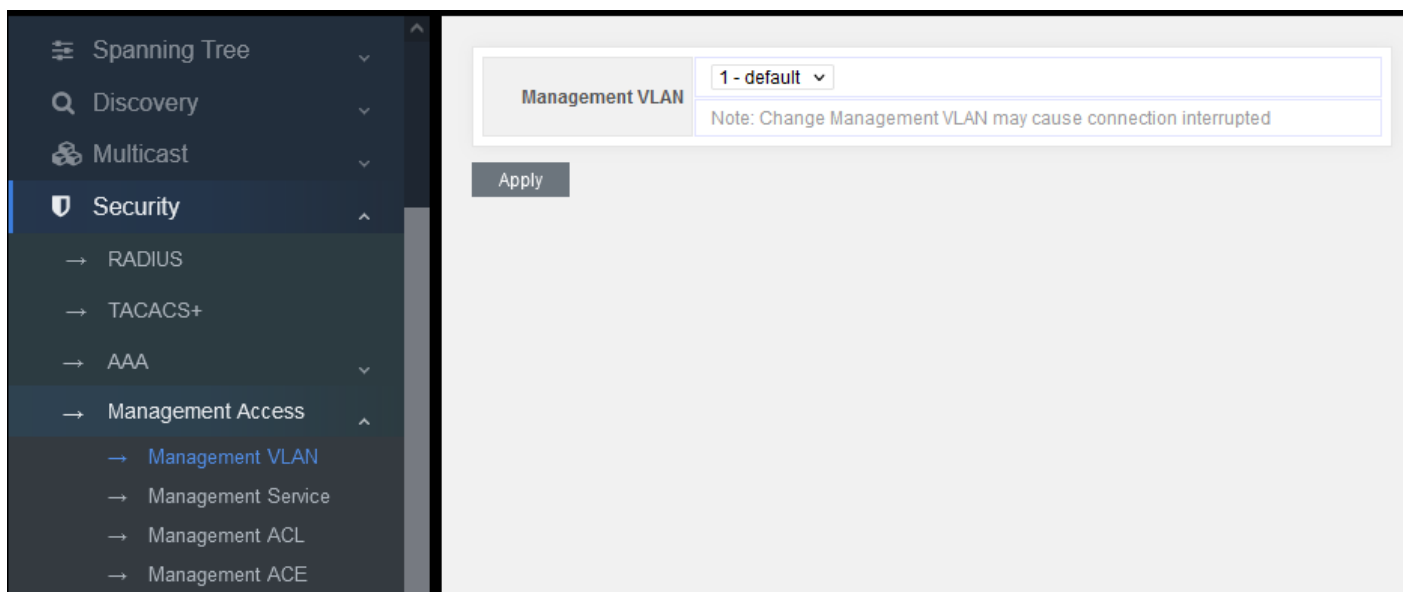 Spanning Tree
Discovery
Multicast
Security
→ RADIUS
→ TACACS+
→ AAA
→ Management Access
→ Management VLAN
→ Management Service
→ Management ACL
→ Management ACE
Management VLAN
1 - default
Note: Change Management VLAN may cause connection interrupted
Apply